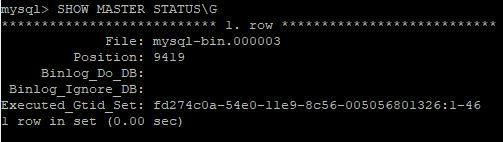 mysql> SHOW MASTER STATUS\G
*************************** 1. row ***************************
File: mysql-bin.000003
Position: 9419
Binlog_Do_DB:
Binlog_Ignore_DB:
Executed_Gtid_Set: fd274c0a-54e0-11e9-8c56-005056801326:1-46
1 row in set (0.00 sec)